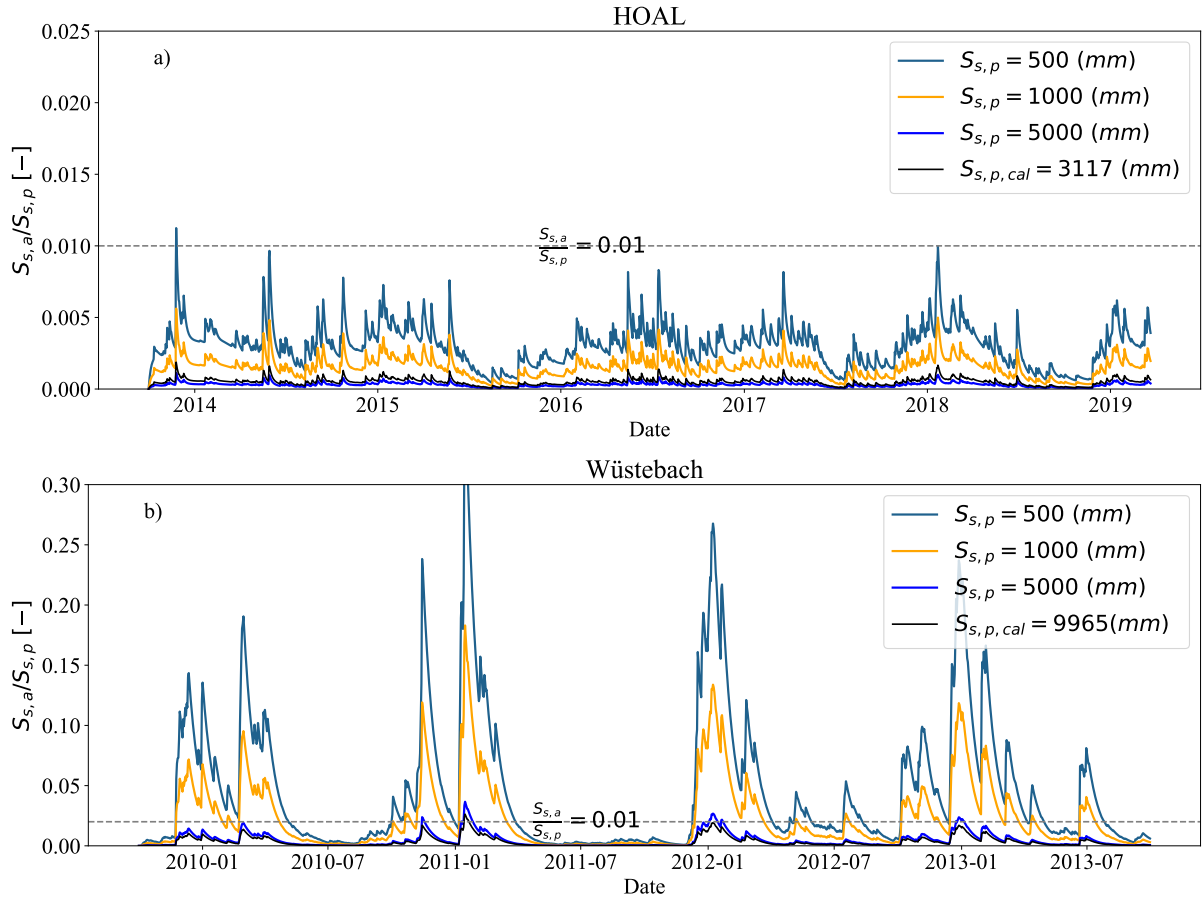 HOAL
a)
0.025
0.020
0.015
0.010
0.005
0.000
S_{s,a}/S_{s,p} [−]
S_{s,p} = 500 (mm)
S_{s,p} = 1000 (mm)
S_{s,p} = 5000 (mm)
S_{s,p,cal} = 3117 (mm)
S_{s,a}/S_{s,p} = 0.01
2014 2015 2016 2017 2018 2019
Date
Wüstebach
b)
0.30
0.25
0.20
0.15
0.10
0.05
0.00
S_{s,a}/S_{s,p} [−]
S_{s,p} = 500 (mm)
S_{s,p} = 1000 (mm)
S_{s,p} = 5000 (mm)
S_{s,p,cal} = 9965(mm)
S_{s,a}/S_{s,p} = 0.01
2010-01 2010-07 2011-01 2011-07 2012-01 2012-07 2013-01 2013-07
Date